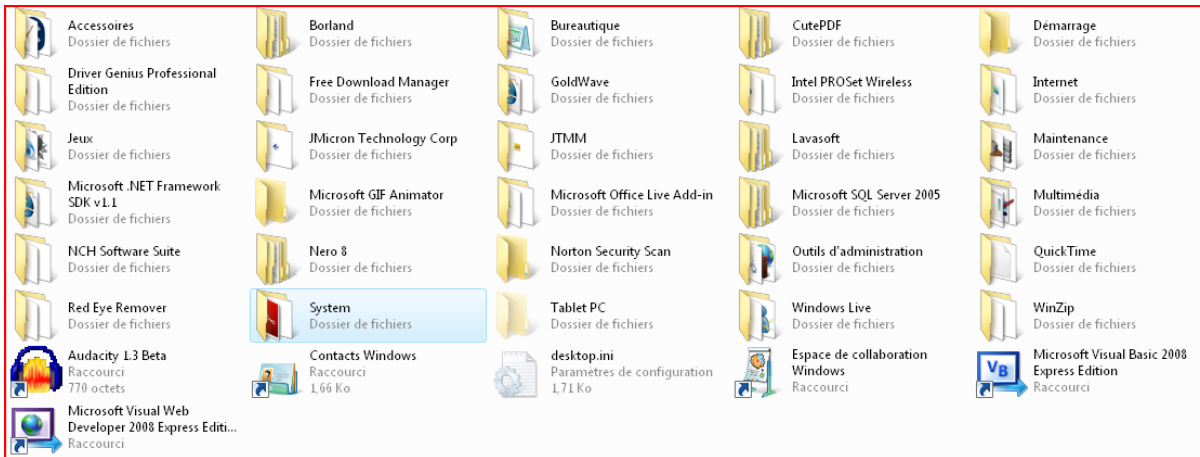 Accessoires
Dossier de fichiers
Borland
Dossier de fichiers
Bureautique
Dossier de fichiers
CutePDF
Dossier de fichiers
Démarrage
Dossier de fichiers
Driver Genius Professional
Edition
Dossier de fichiers
Free Download Manager
Dossier de fichiers
GoldWave
Dossier de fichiers
Intel PROSet Wireless
Dossier de fichiers
Internet
Dossier de fichiers
Jeux
Dossier de fichiers
JMicron Technology Corp
Dossier de fichiers
JTMM
Dossier de fichiers
Lavasoft
Dossier de fichiers
Maintenance
Dossier de fichiers
Microsoft .NET Framework
SDK v1.1
Dossier de fichiers
Microsoft GIF Animator
Dossier de fichiers
Microsoft Office Live Add-in
Dossier de fichiers
Microsoft SQL Server 2005
Dossier de fichiers
Multimédia
Dossier de fichiers
NCH Software Suite
Dossier de fichiers
Nero 8
Dossier de fichiers
Norton Security Scan
Dossier de fichiers
Outils d'administration
Dossier de fichiers
QuickTime
Dossier de fichiers
Red Eye Remover
Dossier de fichiers
System
Dossier de fichiers
Tablet PC
Dossier de fichiers
Windows Live
Dossier de fichiers
WinZip
Dossier de fichiers
Audacity 1.3 Beta
Raccourci
770 octets
Contacts Windows
Raccourci
1,66 Ko
desktop.ini
Paramètres de configuration
1,71 Ko
Espace de collaboration
Windows
Raccourci
VB
Microsoft Visual Basic 2008
Express Edition
Raccourci
Microsoft Visual Web
Developer 2008 Express Editi...
Raccourci